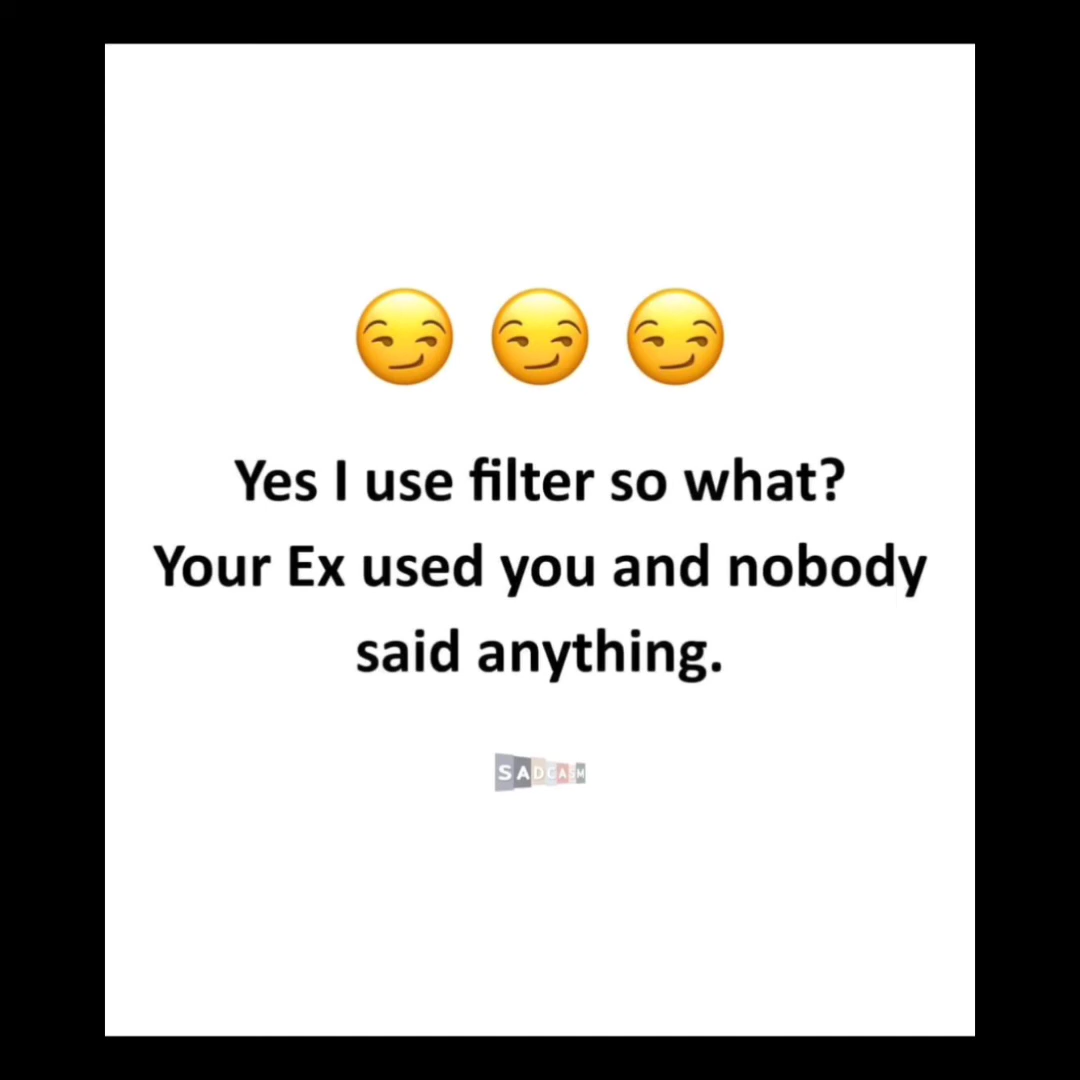 Yes I use filter so what?
Your Ex used you and nobody
said anything.
SADCASM